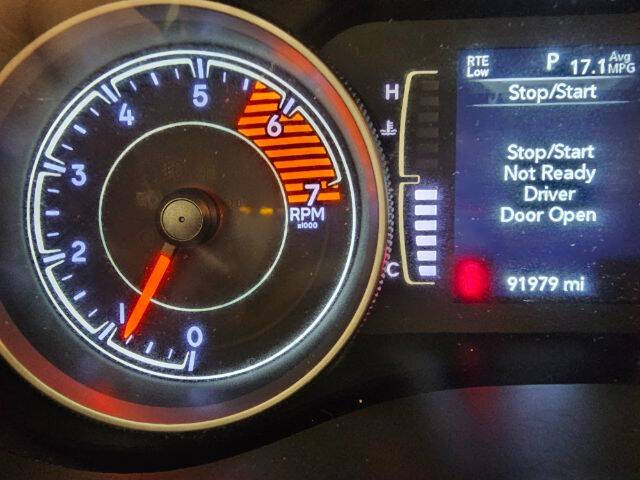 5
4
6
3
7
RPM
x1000
2
1
0
H
C
RTE
Low
P
17.1 Avg
MPG
Stop/Start
Stop/Start
Not Ready
Driver
Door Open
91979 mi